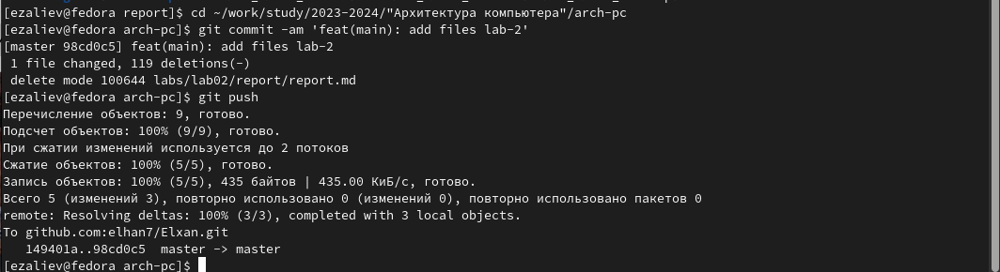 [ezaliev@fedora report]$ cd ~/work/study/2023-2024/"Архитектура компьютера"/arch-pc
[ezaliev@fedora arch-pc]$ git commit -am 'feat(main): add files lab-2'
[master 98cd0c5] feat(main): add files lab-2
 1 file changed, 119 deletions(-)
 delete mode 100644 labs/lab02/report/report.md
[ezaliev@fedora arch-pc]$ git push
Перечисление объектов: 9, готово.
Подсчет объектов: 100% (9/9), готово.
При сжатии изменений используется до 2 потоков
Сжатие объектов: 100% (5/5), готово.
Запись объектов: 100% (5/5), 435 байтов | 435.00 КиБ/с, готово.
Всего 5 (изменений 3), повторно использовано 0 (изменений 0), повторно использовано пакетов 0
remote: Resolving deltas: 100% (3/3), completed with 3 local objects.
To github.com:elhan7/Elxan.git
   149401a..98cd0c5  master -> master
[ezaliev@fedora arch-pc]$